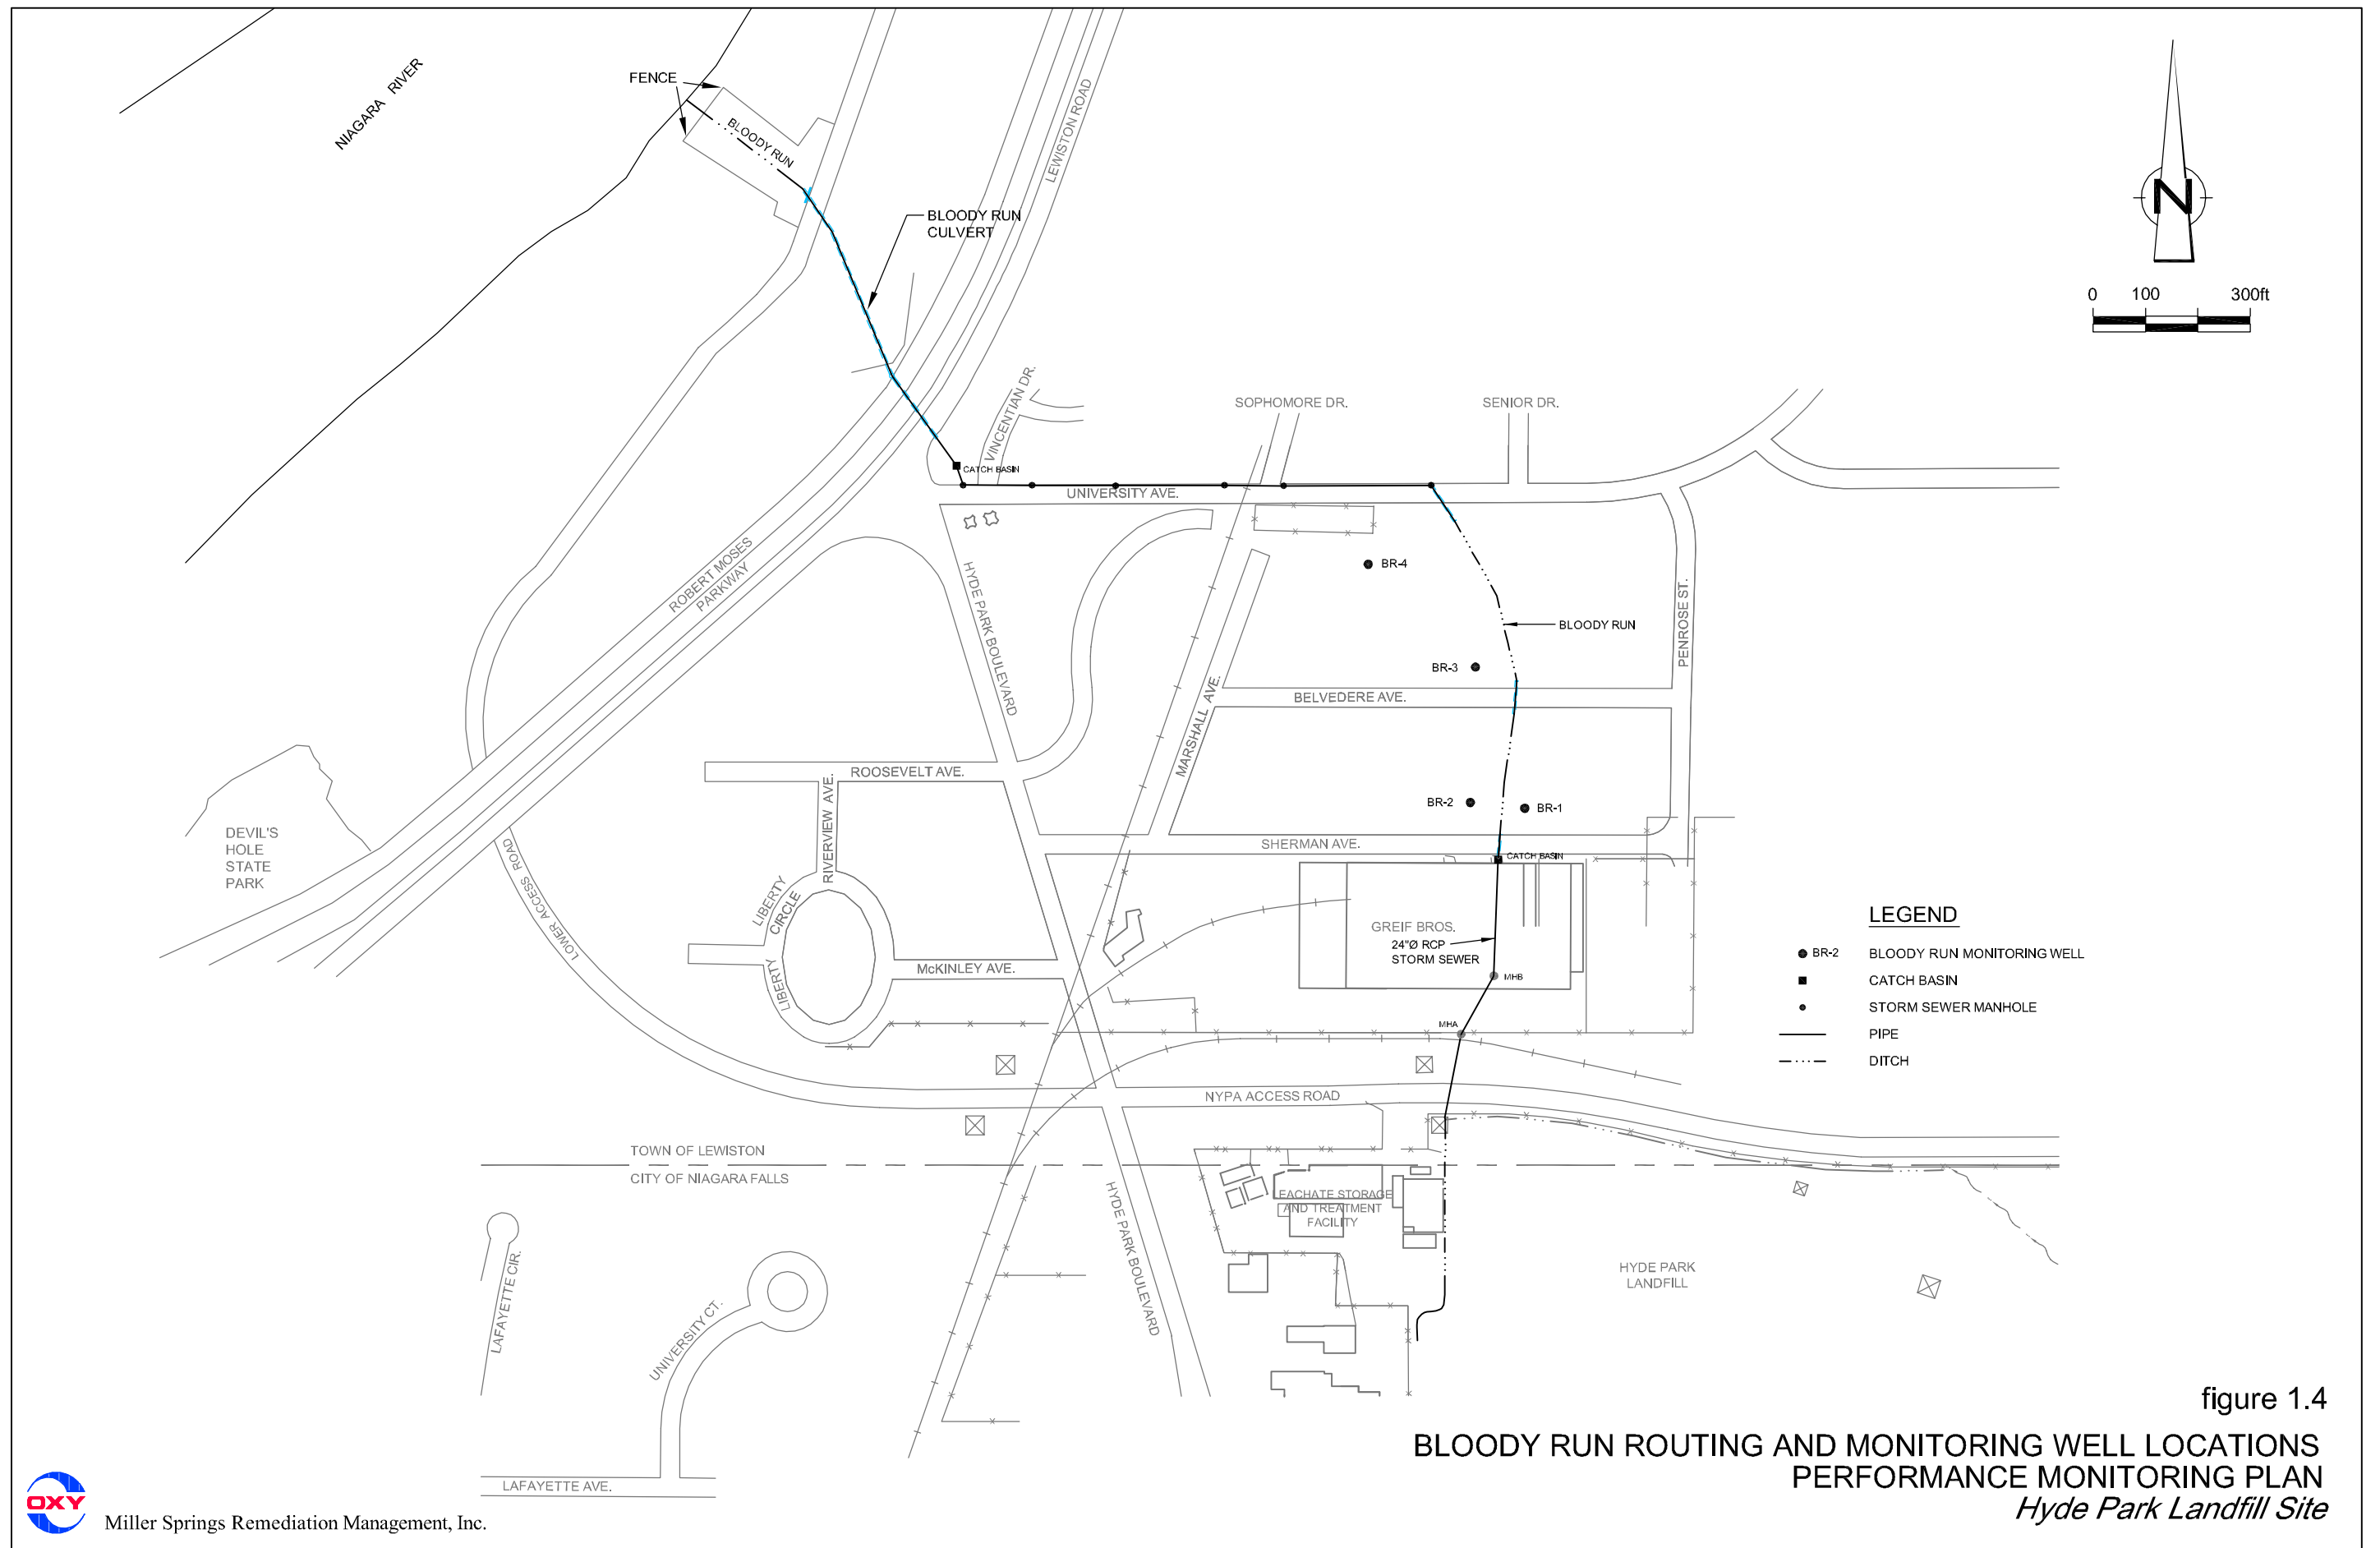 NIAGARA RIVER
FENCE
BLOODY RUN
LEWISTON ROAD
BLOODY RUN
CULVERT
N
0 100 300ft
VINCENTIAN DR.
SOPHOMORE DR.
SENIOR DR.
CATCH BASIN
UNIVERSITY AVE.
ROBERT MOSES
PARKWAY
HYDE PARK BOULEVARD
BR-4
BLOODY RUN
PENROSE ST.
BR-3
BELVEDERE AVE.
MARSHALL AVE.
ROOSEVELT AVE.
RIVERVIEW AVE.
BR-2
BR-1
DEVIL'S
HOLE
STATE
PARK
SHERMAN AVE.
CATCH BASIN
LOWER ACCESS ROAD
LIBERTY
CIRCLE
LIBERTY
GREIF BROS.
24"Ø RCP
STORM SEWER
McKINLEY AVE.
MHB
MHA
LEGEND
BR-2 BLOODY RUN MONITORING WELL
CATCH BASIN
STORM SEWER MANHOLE
PIPE
DITCH
NYPA ACCESS ROAD
TOWN OF LEWISTON
CITY OF NIAGARA FALLS
HYDE PARK BOULEVARD
LEACHATE STORAGE
AND TREATMENT
FACILITY
HYDE PARK
LANDFILL
LAFAYETTE CIR.
UNIVERSITY CT.
LAFAYETTE AVE.
figure 1.4
BLOODY RUN ROUTING AND MONITORING WELL LOCATIONS
PERFORMANCE MONITORING PLAN
Hyde Park Landfill Site
OXY
Miller Springs Remediation Management, Inc.